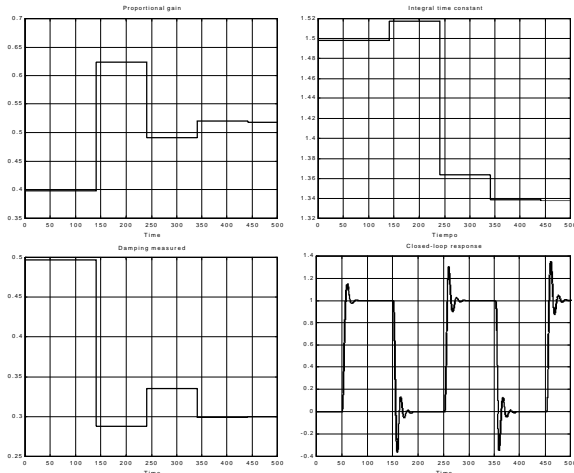 Proportional gain
0.7
0.65
0.6
0.55
0.5
0.45
0.4
0.35
0 50 100 150 200 250 300 350 400 450 500
Time
Integral time constant
1.52
1.5
1.48
1.46
1.44
1.42
1.4
1.38
1.36
1.34
1.32
0 50 100 150 200 250 300 350 400 450 500
Tiempo
Damping measured
0.5
0.45
0.4
0.35
0.3
0.25
0 50 100 150 200 250 300 350 400 450 500
Time
Closed-loop response
1.4
1.2
1
0.8
0.6
0.4
0.2
0
-0.2
-0.4
0 50 100 150 200 250 300 350 400 450 500
Time